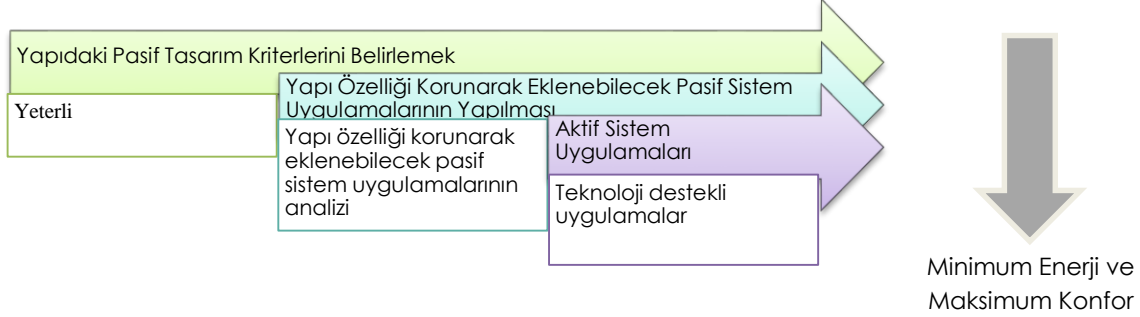 Yapıdaki Pasif Tasarım Kriterlerini Belirlemek
Yeterli
Yapı Özelliği Korunarak Eklenebilecek Pasif Sistem
Uygulamalarının Yapılması
Yapı özelliği korunarak
eklenebilecek pasif
sistem uygulamalarının
analizi
Aktif Sistem
Uygulamaları
Teknoloji destekli
uygulamalar
Minimum Enerji ve
Maksimum Konfor